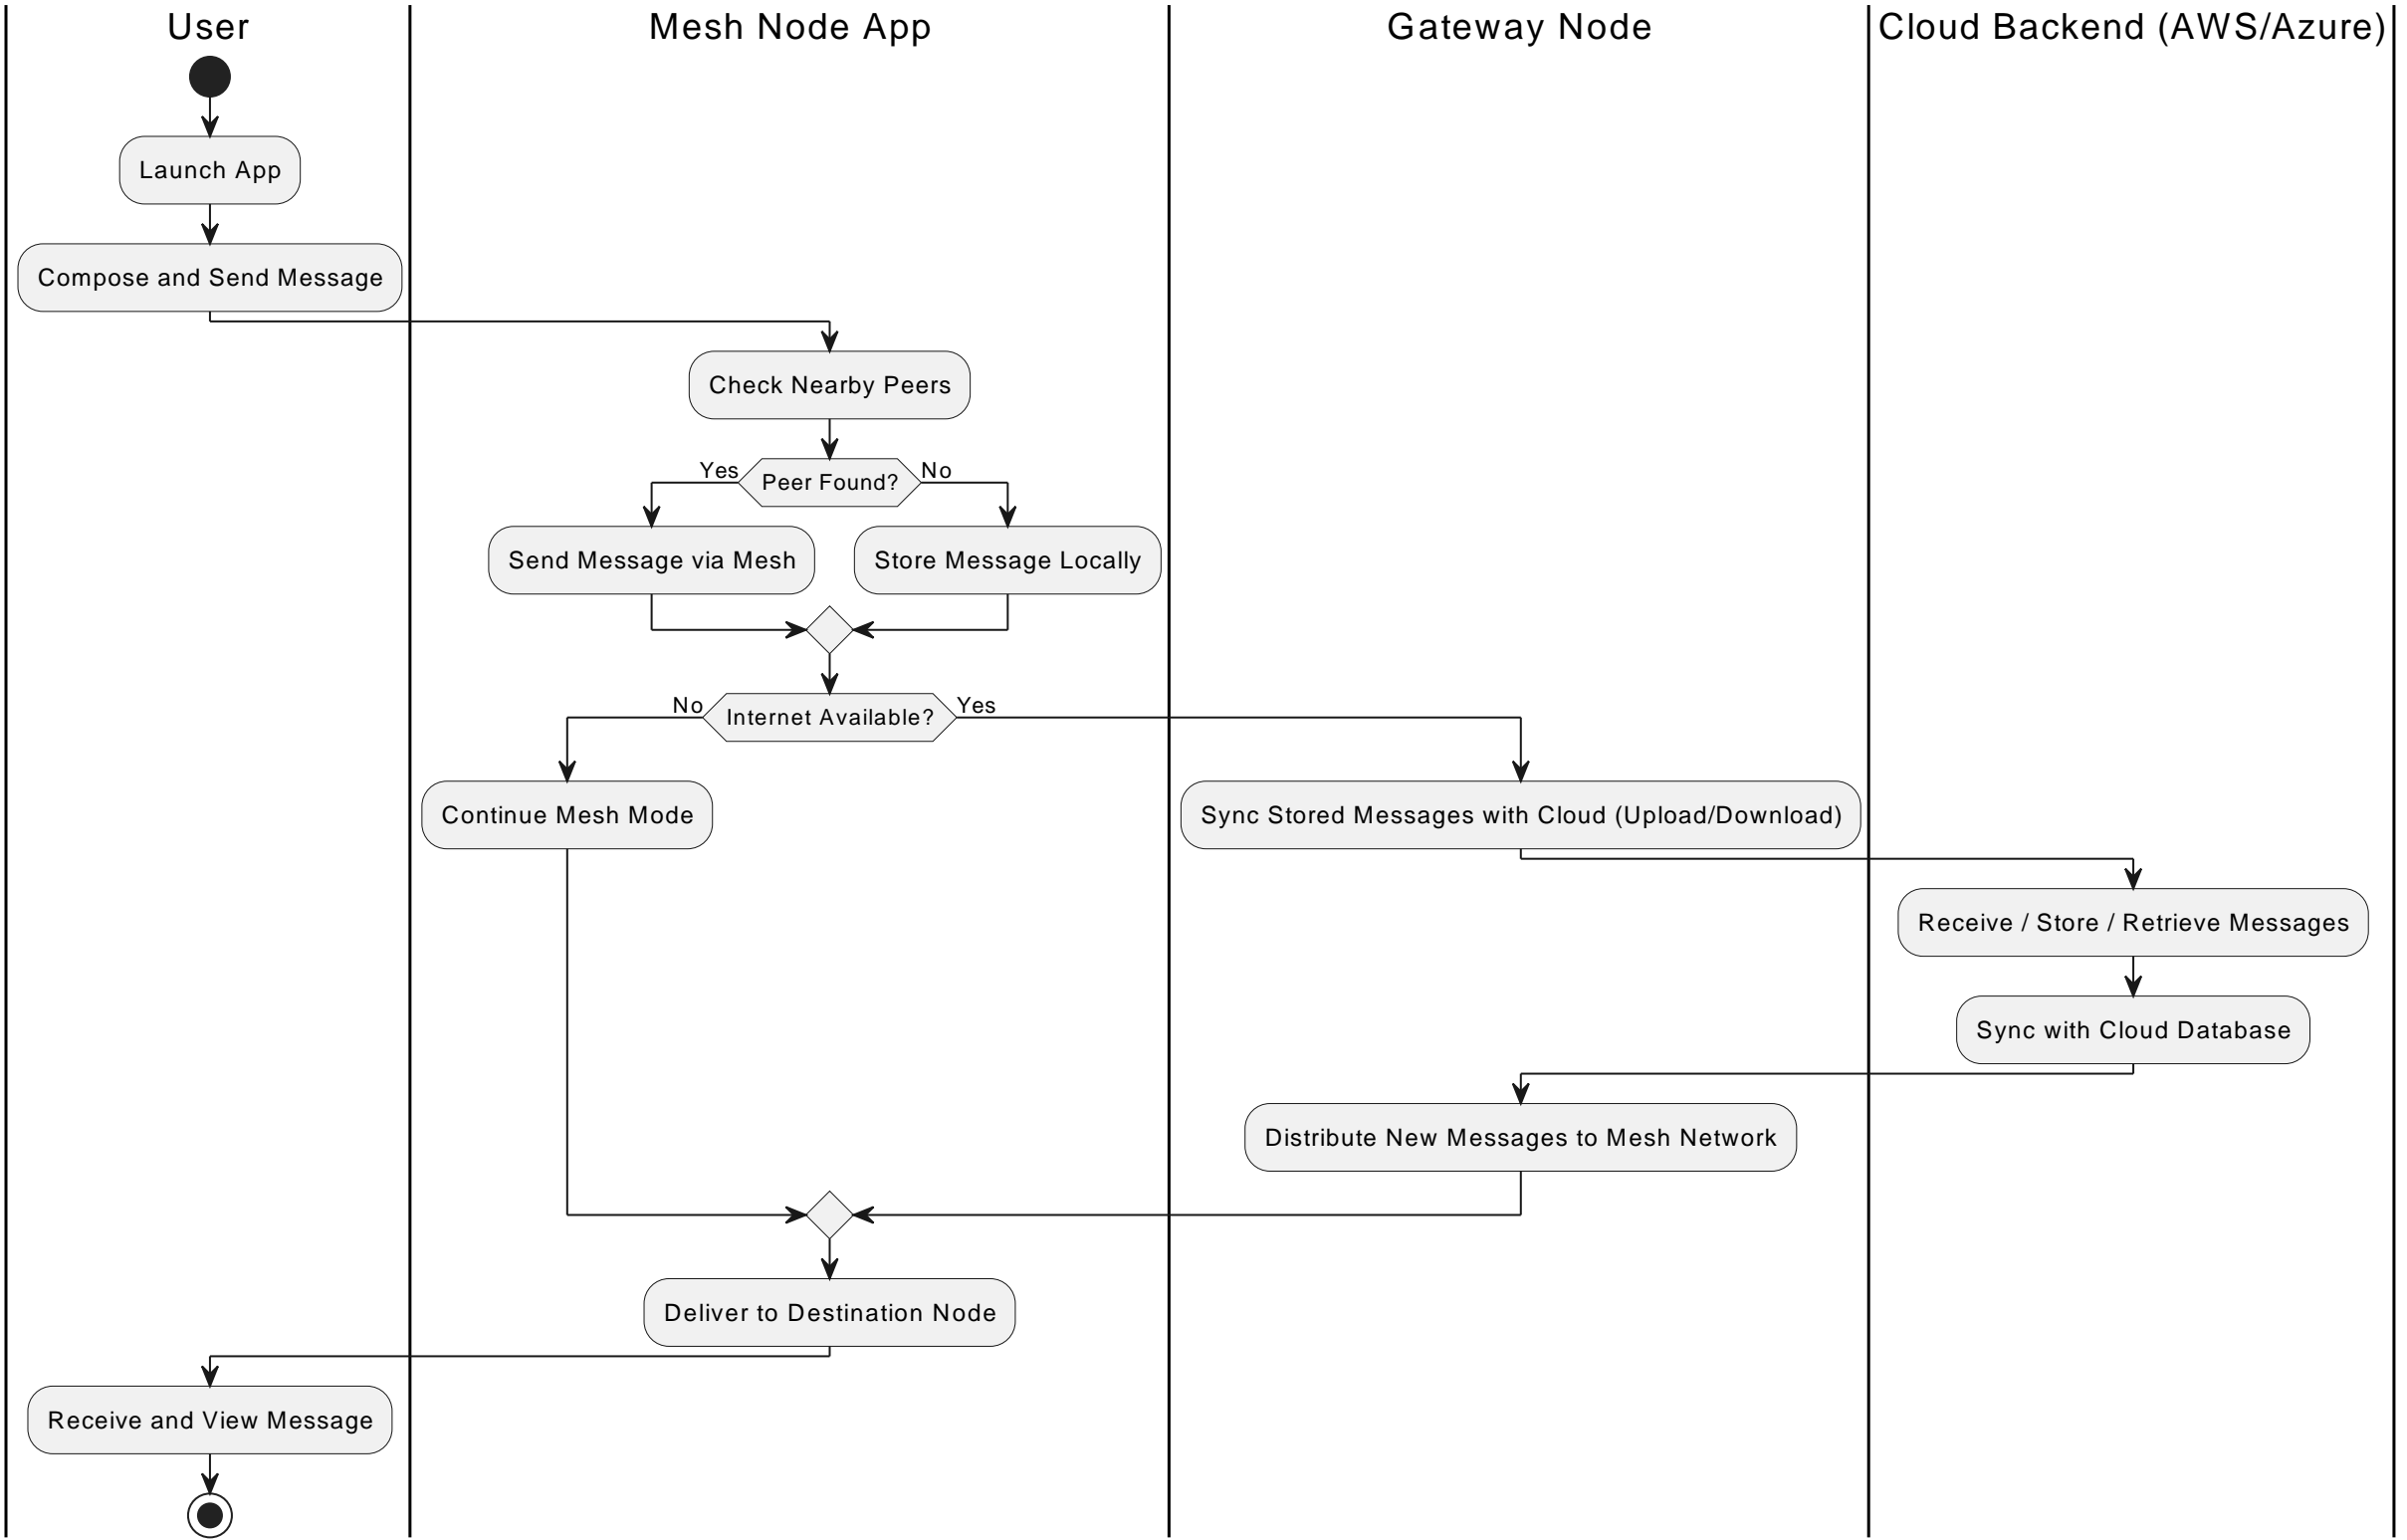 User
Mesh Node App
Gateway Node
Cloud Backend (AWS/Azure)
Launch App
Compose and Send Message
Check Nearby Peers
Yes
Peer Found?
No
Send Message via Mesh
Store Message Locally
No
Internet Available?
Yes
Continue Mesh Mode
Sync Stored Messages with Cloud (Upload/Download)
Receive / Store / Retrieve Messages
Sync with Cloud Database
Distribute New Messages to Mesh Network
Deliver to Destination Node
Receive and View Message